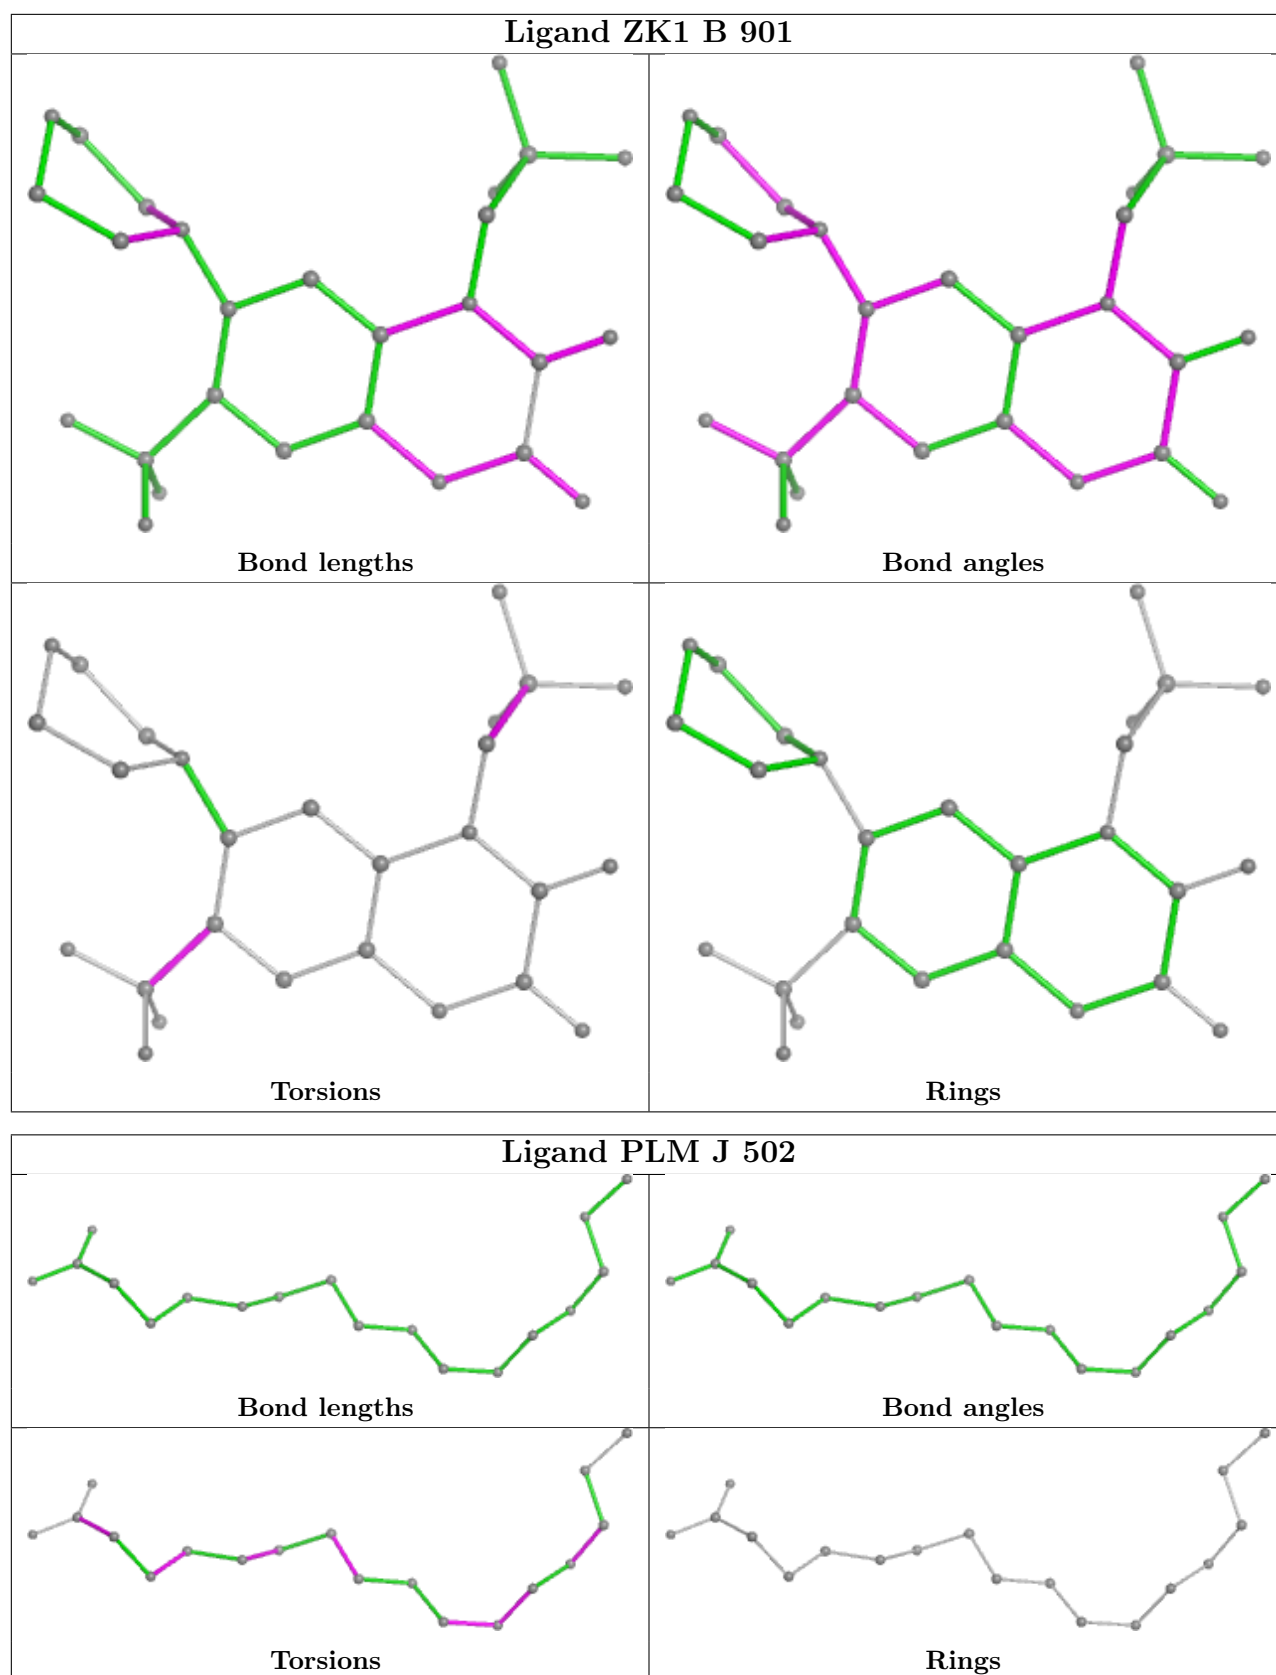 Ligand ZK1 B 901
Bond lengths
Bond angles
Torsions
Rings
Ligand PLM J 502
Bond lengths
Bond angles
Torsions
Rings